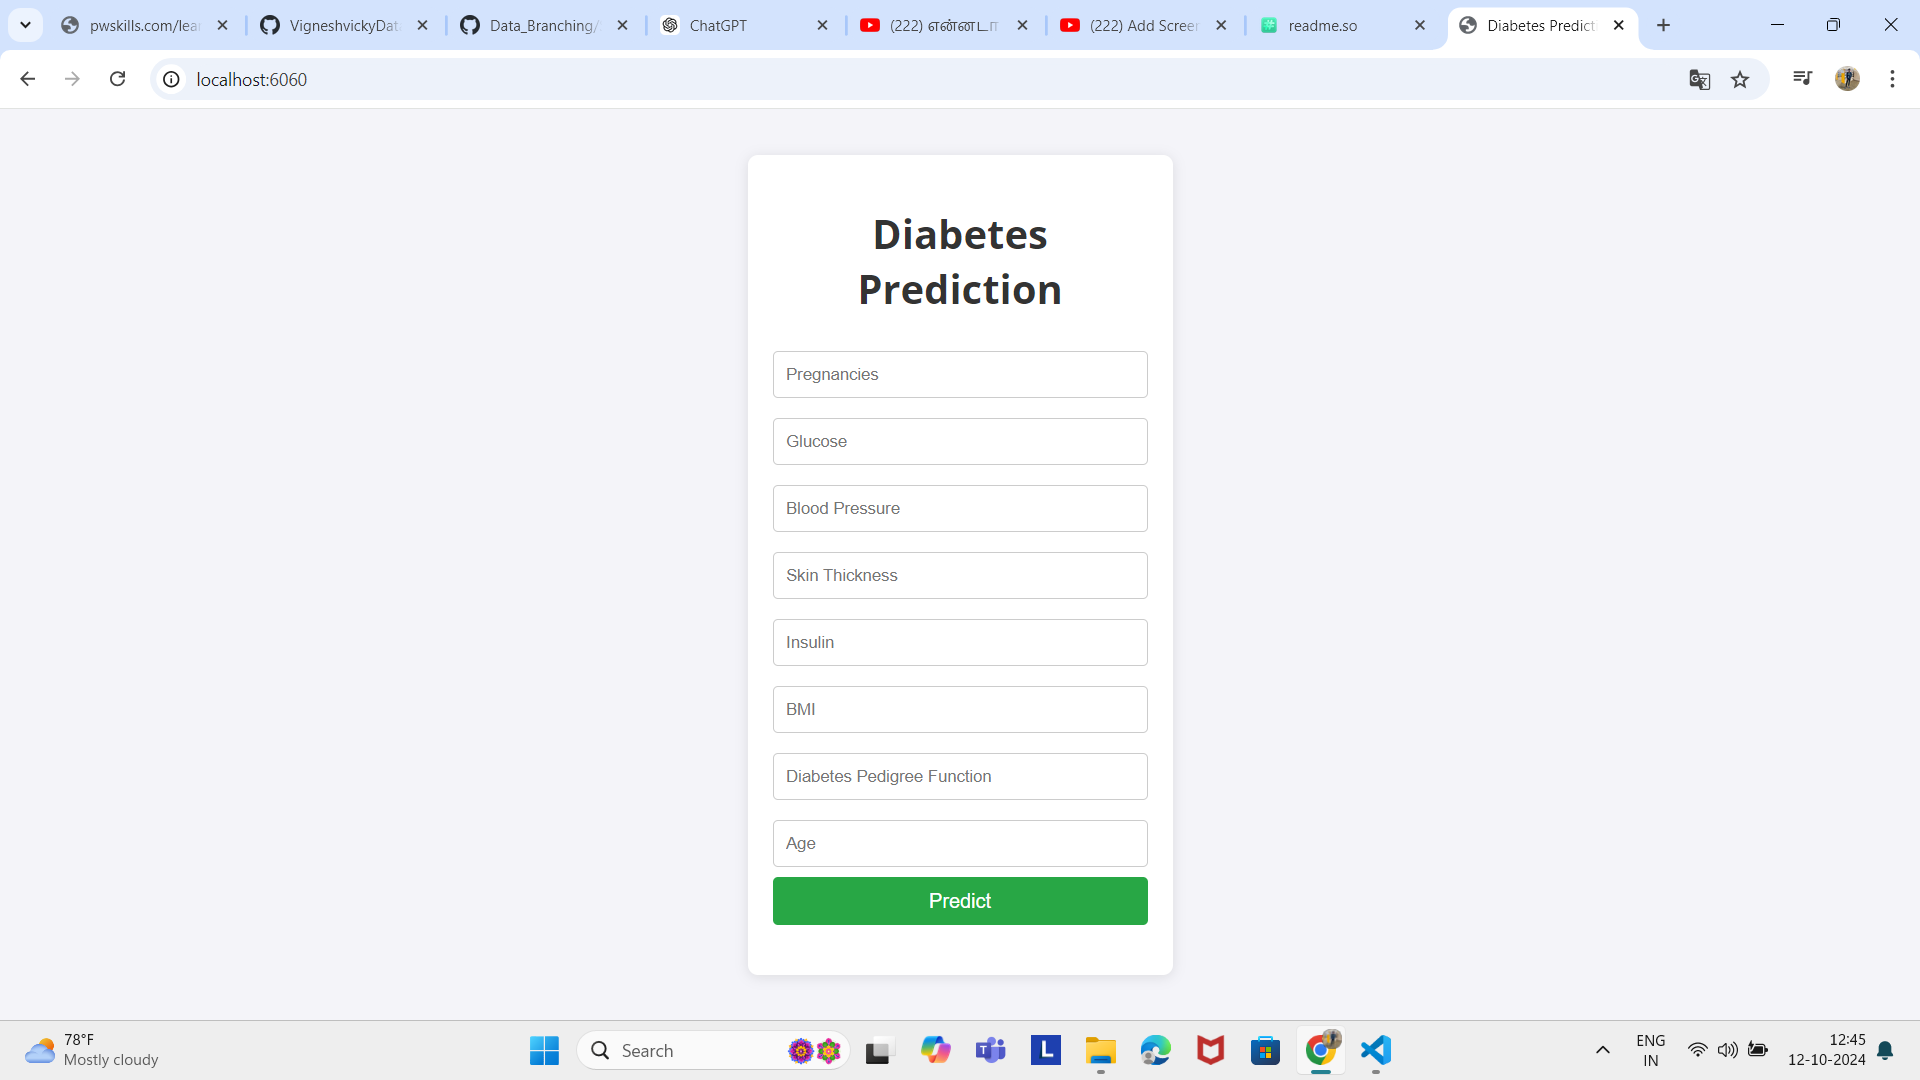 pwskills.com/lear
VigneshvickyDat
Data_Branching/
ChatGPT
(222) என்னடா
(222) Add Screen
readme.so
Diabetes Predict
localhost:6060
Diabetes
Prediction
Pregnancies
Glucose
Blood Pressure
Skin Thickness
Insulin
BMI
Diabetes Pedigree Function
Age
Predict
78°F
Mostly cloudy
Search
ENG
IN
12:45
12-10-2024